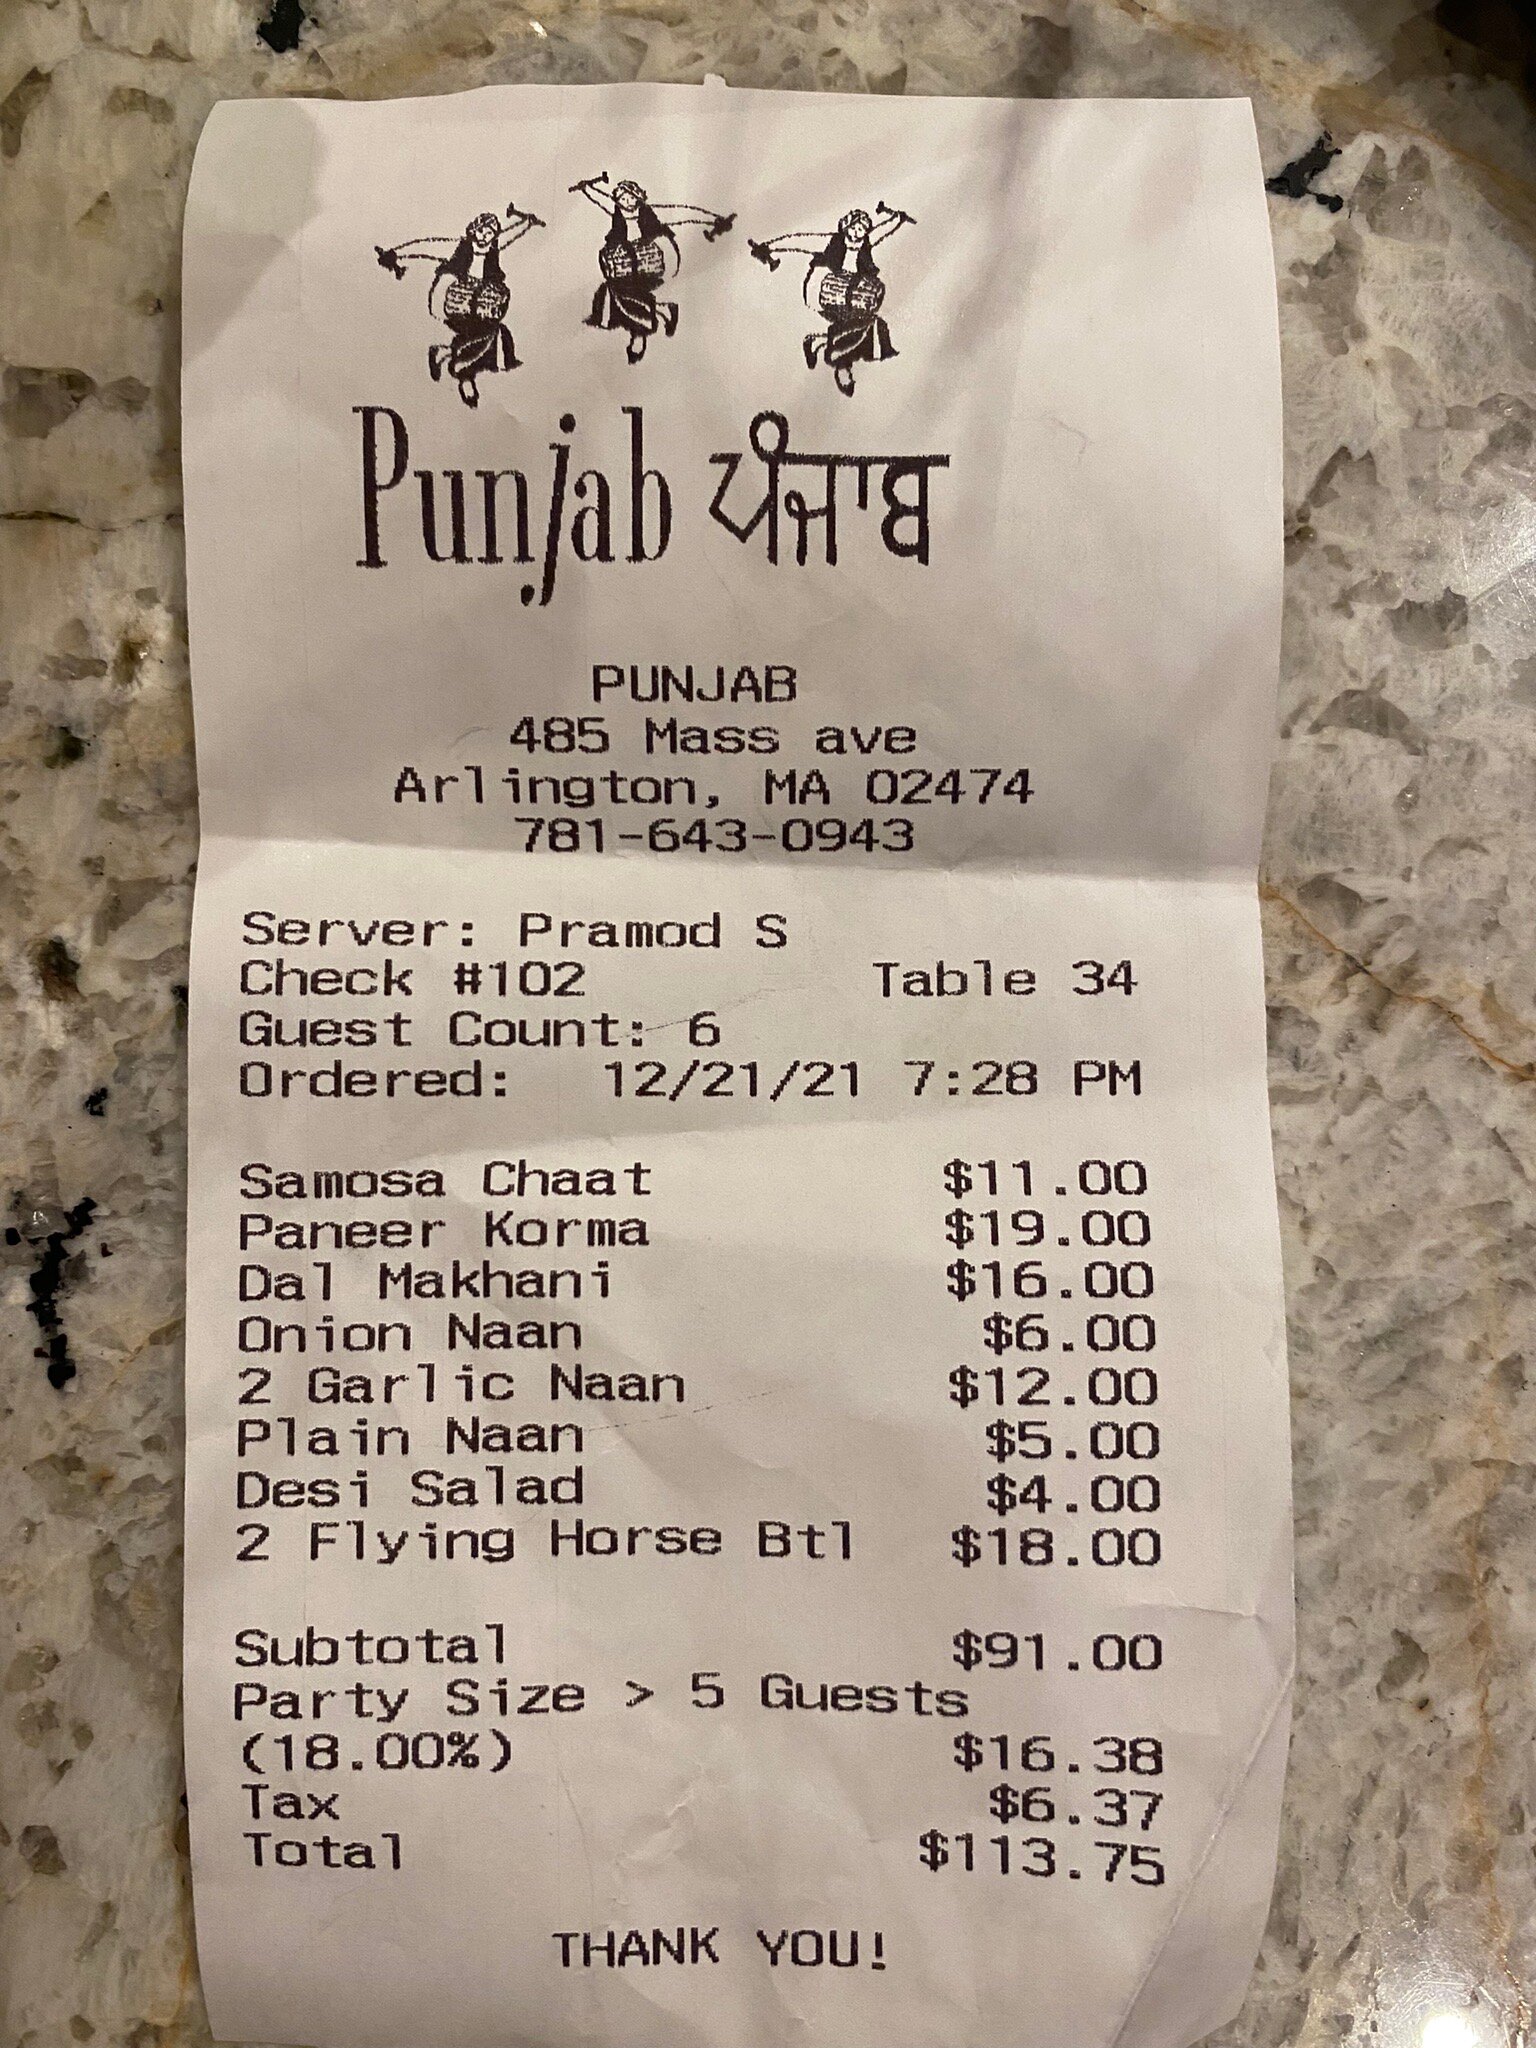 Punjab ਪੰਜਾਬ
PUNJAB
485 Mass ave
Arlington, MA 02474
781-643-0943
Server: Pramod S
Check #102 Table 34
Guest Count: 6
Ordered: 12/21/21 7:28 PM
Samosa Chaat $11.00
Paneer Korma $19.00
Dal Makhani $16.00
Onion Naan $6.00
2 Garlic Naan $12.00
Plain Naan $5.00
Desi Salad $4.00
2 Flying Horse Btl $18.00
Subtotal $91.00
Party Size > 5 Guests
(18.00%) $16.38
Tax $6.37
Total $113.75
THANK YOU!